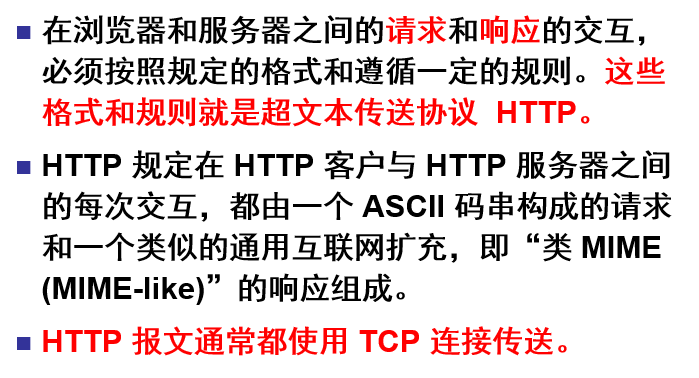 在浏览器和服务器之间的请求和响应的交互，
必须按照规定的格式和遵循一定的规则。这些
格式和规则就是超文本传送协议 HTTP。
HTTP 规定在 HTTP 客户与 HTTP 服务器之间
的每次交互，都由一个 ASCII 码串构成的请求
和一个类似的通用互联网扩充，即“类 MIME
(MIME-like)”的响应组成。
HTTP 报文通常都使用 TCP 连接传送。